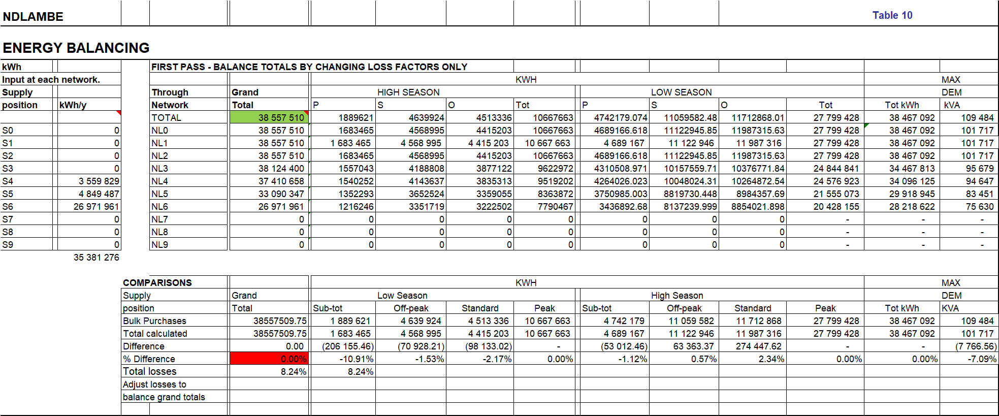 NDLAMBE Table 10
ENERGY BALANCING
kWh FIRST PASS - BALANCE TOTALS BY CHANGING LOSS FACTORS ONLY
Input at each network. KWH MAX
Supply Through Grand HIGH SEASON LOW SEASON DEM
position kWh/y Network Total P S O Tot P S O Tot Tot kWh kVA
TOTAL 38 557 510 1889621 4639924 4513336 10667663 4742179.074 11059582.48 11712868.01 27 799 428 38 467 092 109 484
S0 0 NL0 38 557 510 1683465 4568995 4415203 10667663 4689166.618 11122945.85 11987315.63 27 799 428 38 467 092 101 717
S1 0 NL1 38 557 510 1 683 465 4 568 995 4 415 203 10 667 663 4 689 167 11 122 946 11 987 316 27 799 428 38 467 092 101 717
S2 0 NL2 38 557 510 1683465 4568995 4415203 10667663 4689166.618 11122945.85 11987315.63 27 799 428 38 467 092 101 717
S3 0 NL3 38 124 400 1557043 4188808 3877122 9622972 4310508.971 10157559.71 10376771.84 24 844 841 34 467 813 95 679
S4 3 559 829 NL4 37 410 658 1540252 4143637 3835313 9519202 4264026.023 10048024.31 10264872.54 24 576 923 34 096 125 94 647
S5 4 849 487 NL5 33 090 347 1352293 3652524 3359055 8363872 3750985.003 8819730.448 8984357.69 21 555 073 29 918 945 83 451
S6 26 971 961 NL6 26 971 961 1216246 3351719 3222502 7790467 3436892.68 8137239.999 8854021.898 20 428 155 28 218 622 75 630
S7 0 NL7 0 0 0 0 0 0 0 0 - - -
S8 0 NL8 0 0 0 0 0 0 0 0 - - -
S9 0 NL9 0 0 0 0 0 0 0 0 - - -
35 381 276
COMPARISONS KWH MAX
Supply Grand Low Season High Season DEM
position Total Sub-tot Off-peak Standard Peak Sub-tot Off-peak Standard Peak Tot kWh KVA
Bulk Purchases 38557509.75 1 889 621 4 639 924 4 513 336 10 667 663 4 742 179 11 059 582 11 712 868 27 799 428 38 467 092 109 484
Total calculated 38557509.75 1 683 465 4 568 995 4 415 203 10 667 663 4 689 167 11 122 946 11 987 316 27 799 428 38 467 092 101 717
Difference 0.00 (206 155.46) (70 928.21) (98 133.02) - (53 012.46) 63 363.37 274 447.62 - - (7 766.56)
% Difference 0.00% -10.91% -1.53% -2.17% 0.00% -1.12% 0.57% 2.34% 0.00% 0.00% -7.09%
Total losses 8.24% 8.24%
Adjust losses to
balance grand totals